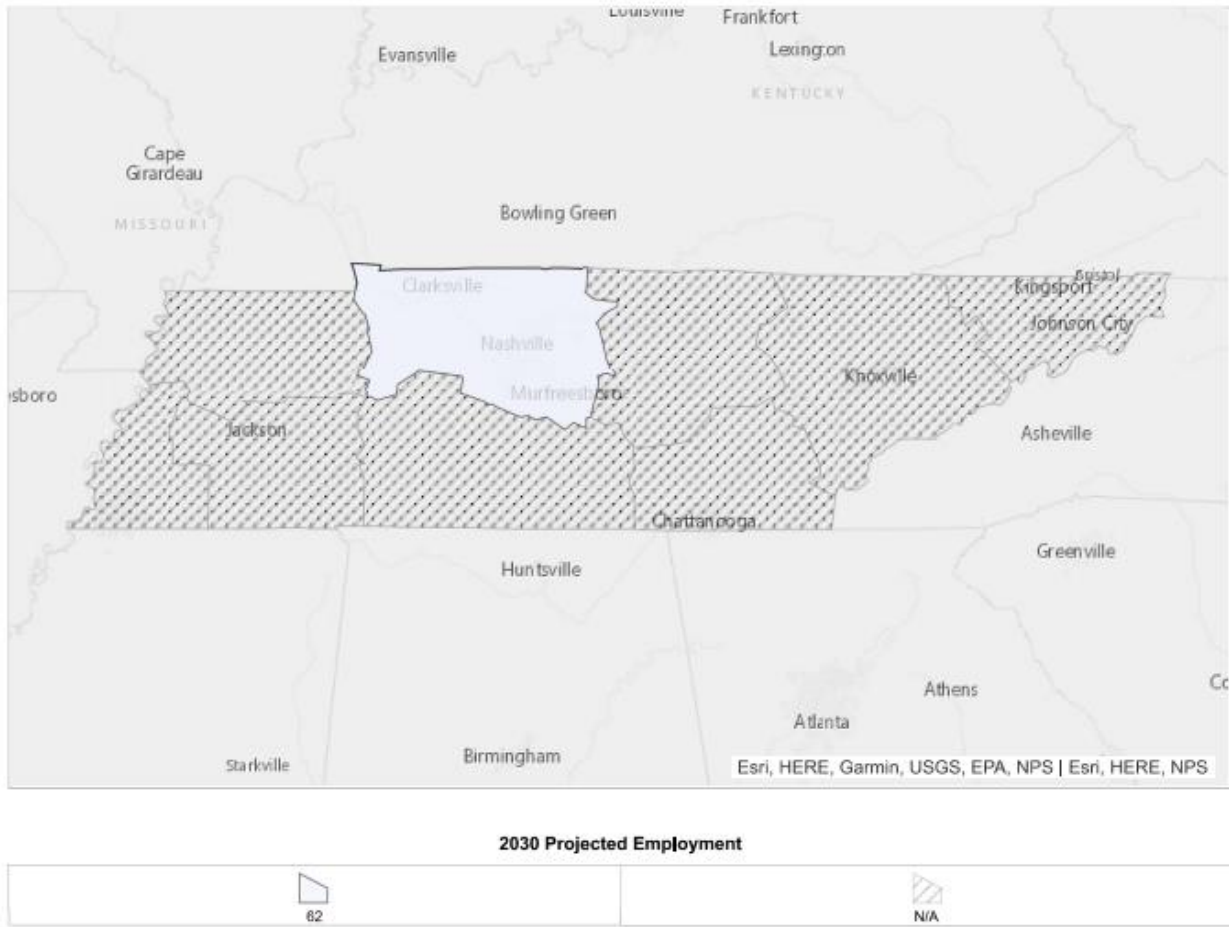 Louisville
Frankfort
Evansville
Lexington
KENTUCKY
Cape
Girardeau
MISSOURI
Bowling Green
Bristol
Kingsport
Clarksville
Johnson City
Nashville
Knoxville
Murfreesboro
sboro
Jackson
Asheville
Chattanooga
Greenville
Huntsville
Co
Athens
Atlanta
Birmingham
Starkville
Esri, HERE, Garmin, USGS, EPA, NPS | Esri, HERE, NPS
2030 Projected Employment
62
N/A